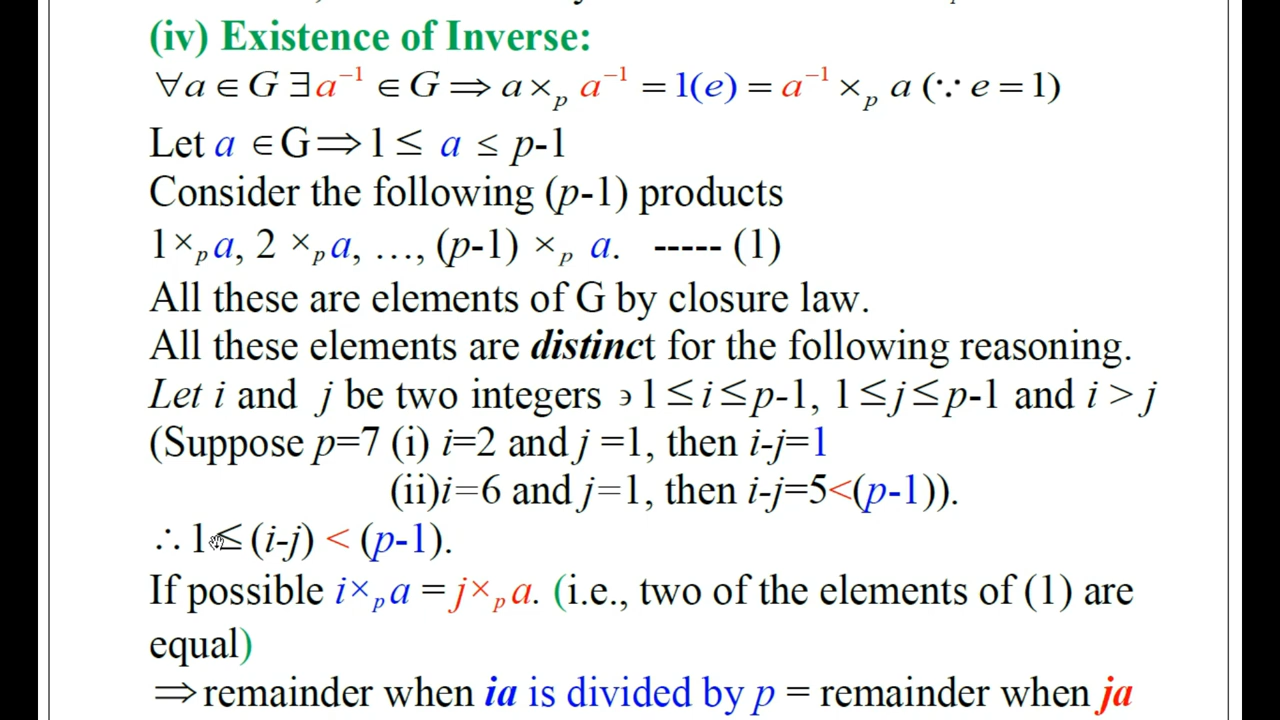 (iv) Existence of Inverse:
∀a ∈ G ∃ a⁻¹ ∈ G ⟹ a ×ₚ a⁻¹ = 1(e) = a⁻¹ ×ₚ a (∵ e = 1)
Let a ∈G⟹1 ≤ a ≤ p-1
Consider the following (p-1) products
1×ₚa, 2 ×ₚa, …, (p-1) ×ₚ a. ----- (1)
All these are elements of G by closure law.
All these elements are distinct for the following reasoning.
Let i and j be two integers ∍ 1 ≤ i ≤ p-1, 1 ≤ j ≤ p-1 and i > j
(Suppose p=7 (i) i=2 and j =1, then i-j=1
(ii)i=6 and j=1, then i-j=5<(p-1)).
∴ 1≤ (i-j) < (p-1).
If possible i×ₚa = j×ₚa. (i.e., two of the elements of (1) are
equal)
⟹remainder when ia is divided by p = remainder when ja